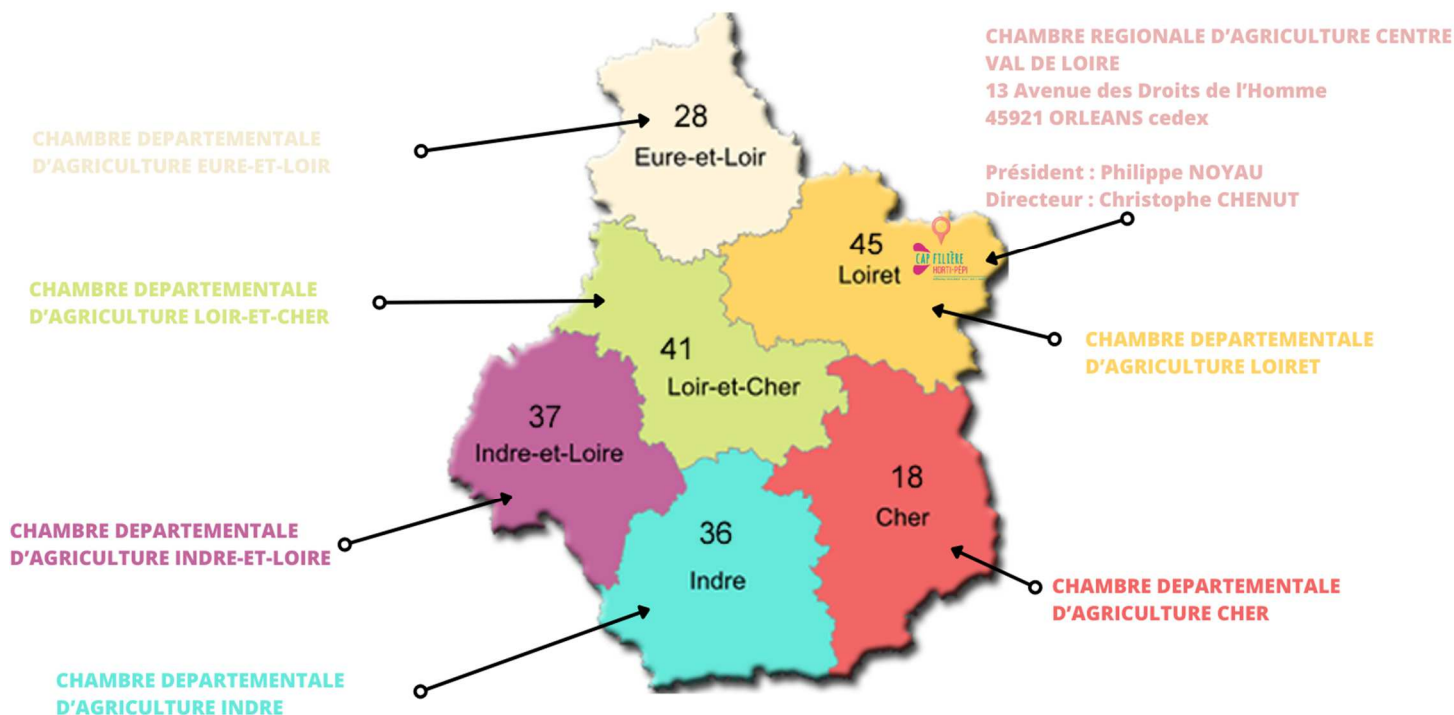 CHAMBRE REGIONALE D’AGRICULTURE CENTRE
VAL DE LOIRE
13 Avenue des Droits de l’Homme
45921 ORLEANS cedex
Président : Philippe NOYAU
Directeur : Christophe CHENUT
CHAMBRE DEPARTEMENTALE
D’AGRICULTURE EURE-ET-LOIR
28
Eure-et-Loir
45
Loiret
CAP FILIÈRE
HORTI-PÉPI
CHAMBRE DEPARTEMENTALE
D’AGRICULTURE LOIR-ET-CHER
41
Loir-et-Cher
CHAMBRE DEPARTEMENTALE
D’AGRICULTURE LOIRET
37
Indre-et-Loire
18
Cher
CHAMBRE DEPARTEMENTALE
D’AGRICULTURE INDRE-ET-LOIRE
36
Indre
CHAMBRE DEPARTEMENTALE
D’AGRICULTURE CHER
CHAMBRE DEPARTEMENTALE
D’AGRICULTURE INDRE